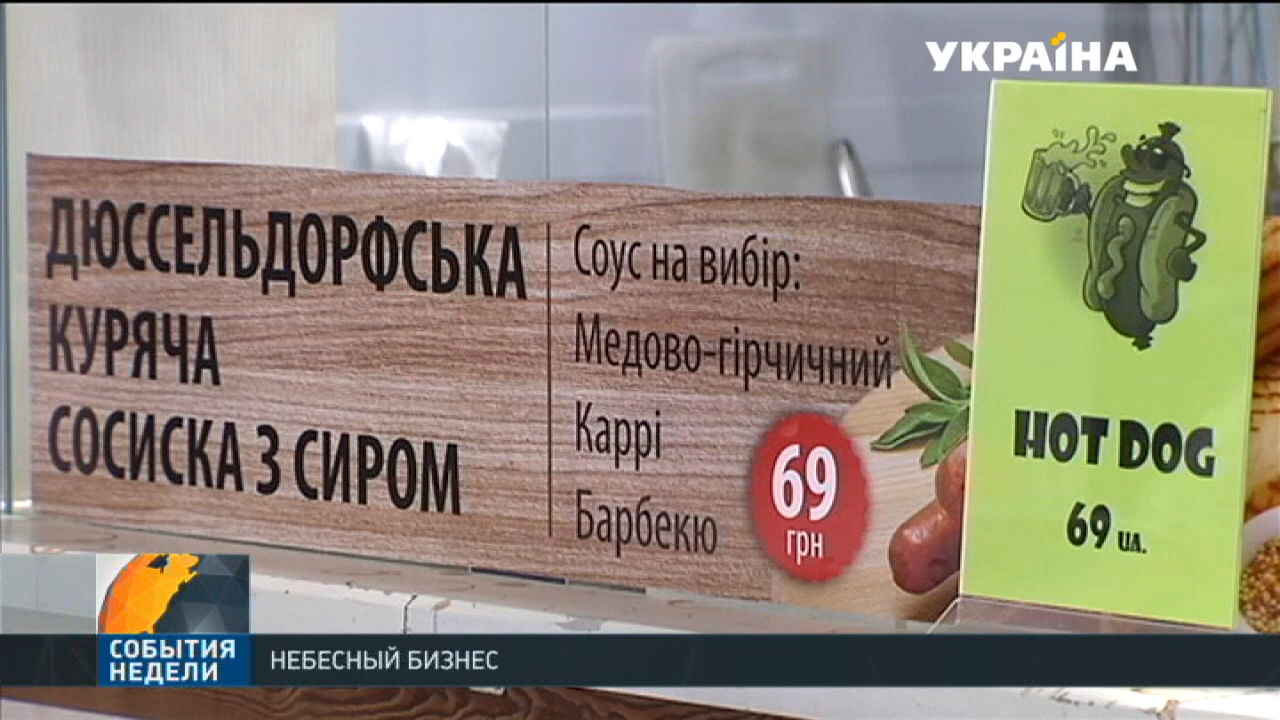 УКРАЇНА
ДЮССЕЛЬДОРФСЬКА
КУРЯЧА
СОСИСКА З СИРОМ
Соус на вибір:
Медово-гірчичний
Каррі
Барбекю
69
грн
HOT DOG
69 UA.
СОБЫТИЯ
НЕДЕЛИ
НЕБЕСНЫЙ БИЗНЕС